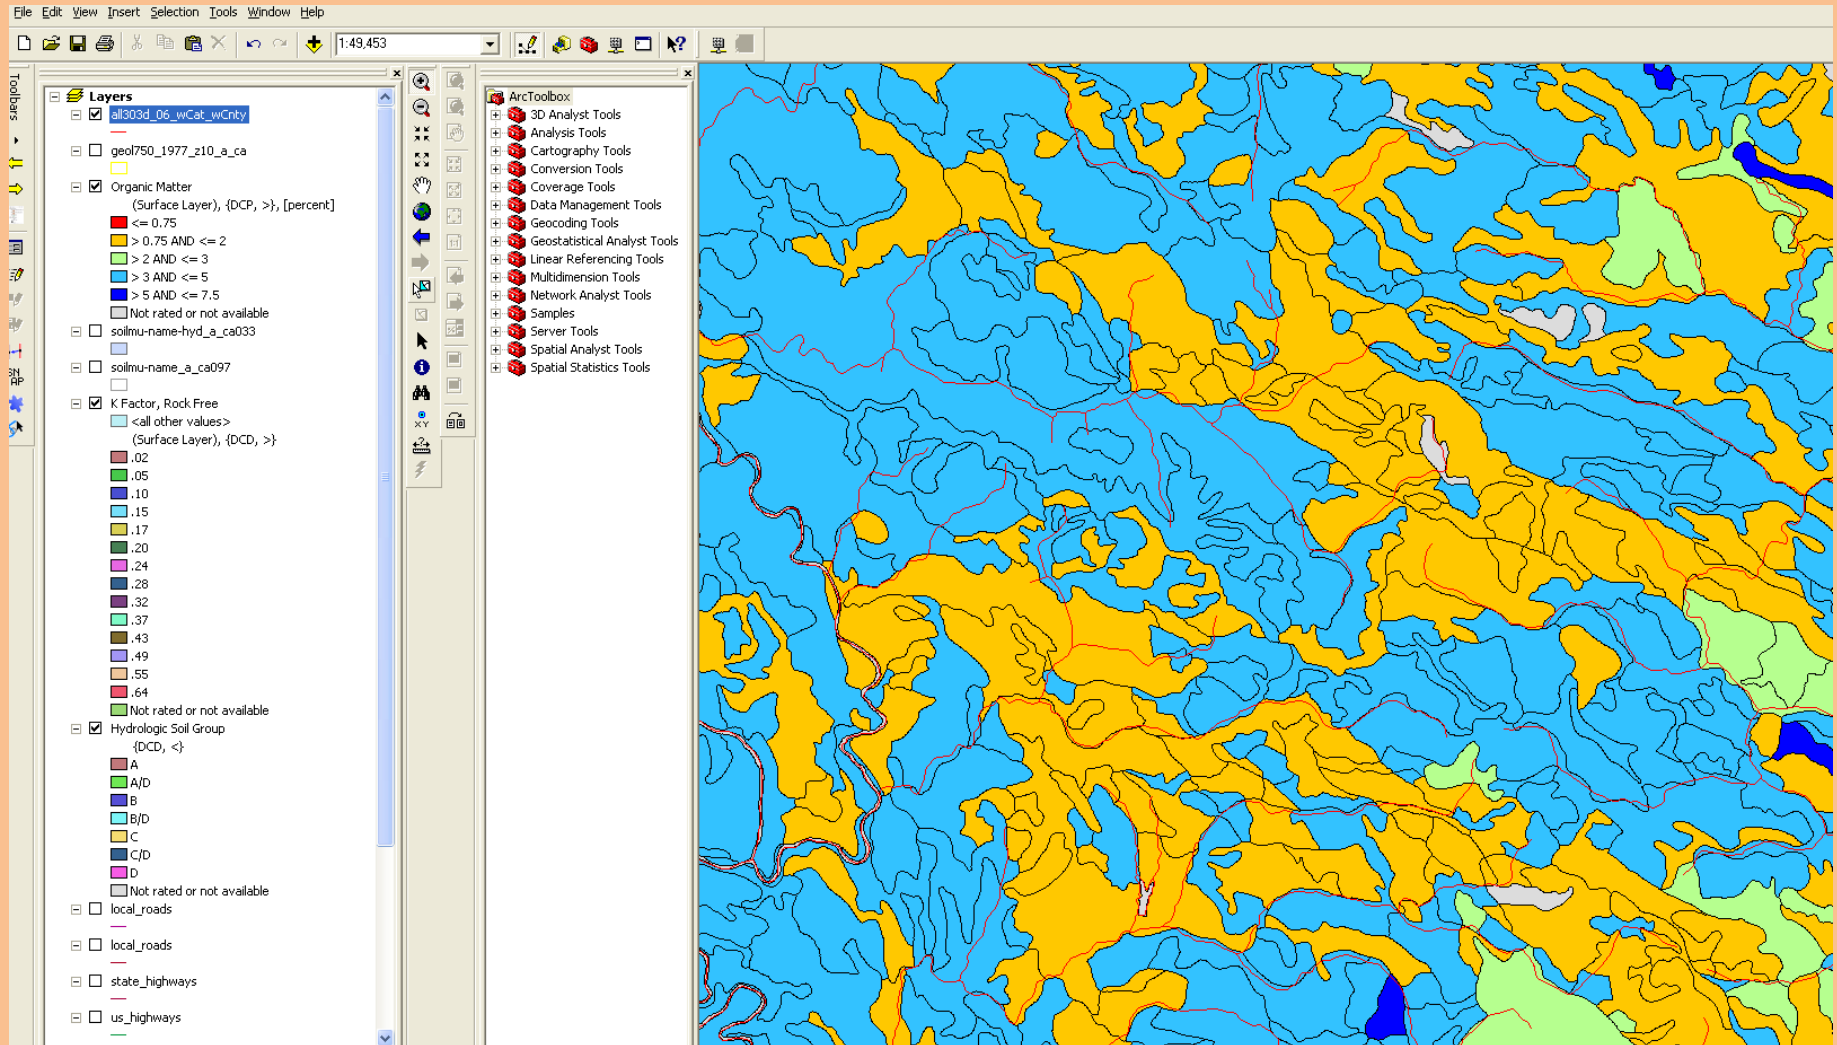 File Edit View Insert Selection Tools Window Help
1:49,453
Toolbars
Layers
all303d_06_wCat_wCnty
geol750_1977_z10_a_ca
Organic Matter
(Surface Layer), {DCP, >}, [percent]
<= 0.75
> 0.75 AND <= 2
> 2 AND <= 3
> 3 AND <= 5
> 5 AND <= 7.5
Not rated or not available
soilmu-name-hyd_a_ca033
soilmu-name_a_ca097
K Factor, Rock Free
<all other values>
(Surface Layer), {DCD, >}
.02
.05
.10
.15
.17
.20
.24
.28
.32
.37
.43
.49
.55
.64
Not rated or not available
Hydrologic Soil Group
{DCD, <}
A
A/D
B
B/D
C
C/D
D
Not rated or not available
local_roads
local_roads
state_highways
us_highways
XY
1:1
ArcToolbox
3D Analyst Tools
Analysis Tools
Cartography Tools
Conversion Tools
Coverage Tools
Data Management Tools
Geocoding Tools
Geostatistical Analyst Tools
Linear Referencing Tools
Multidimension Tools
Network Analyst Tools
Samples
Server Tools
Spatial Analyst Tools
Spatial Statistics Tools